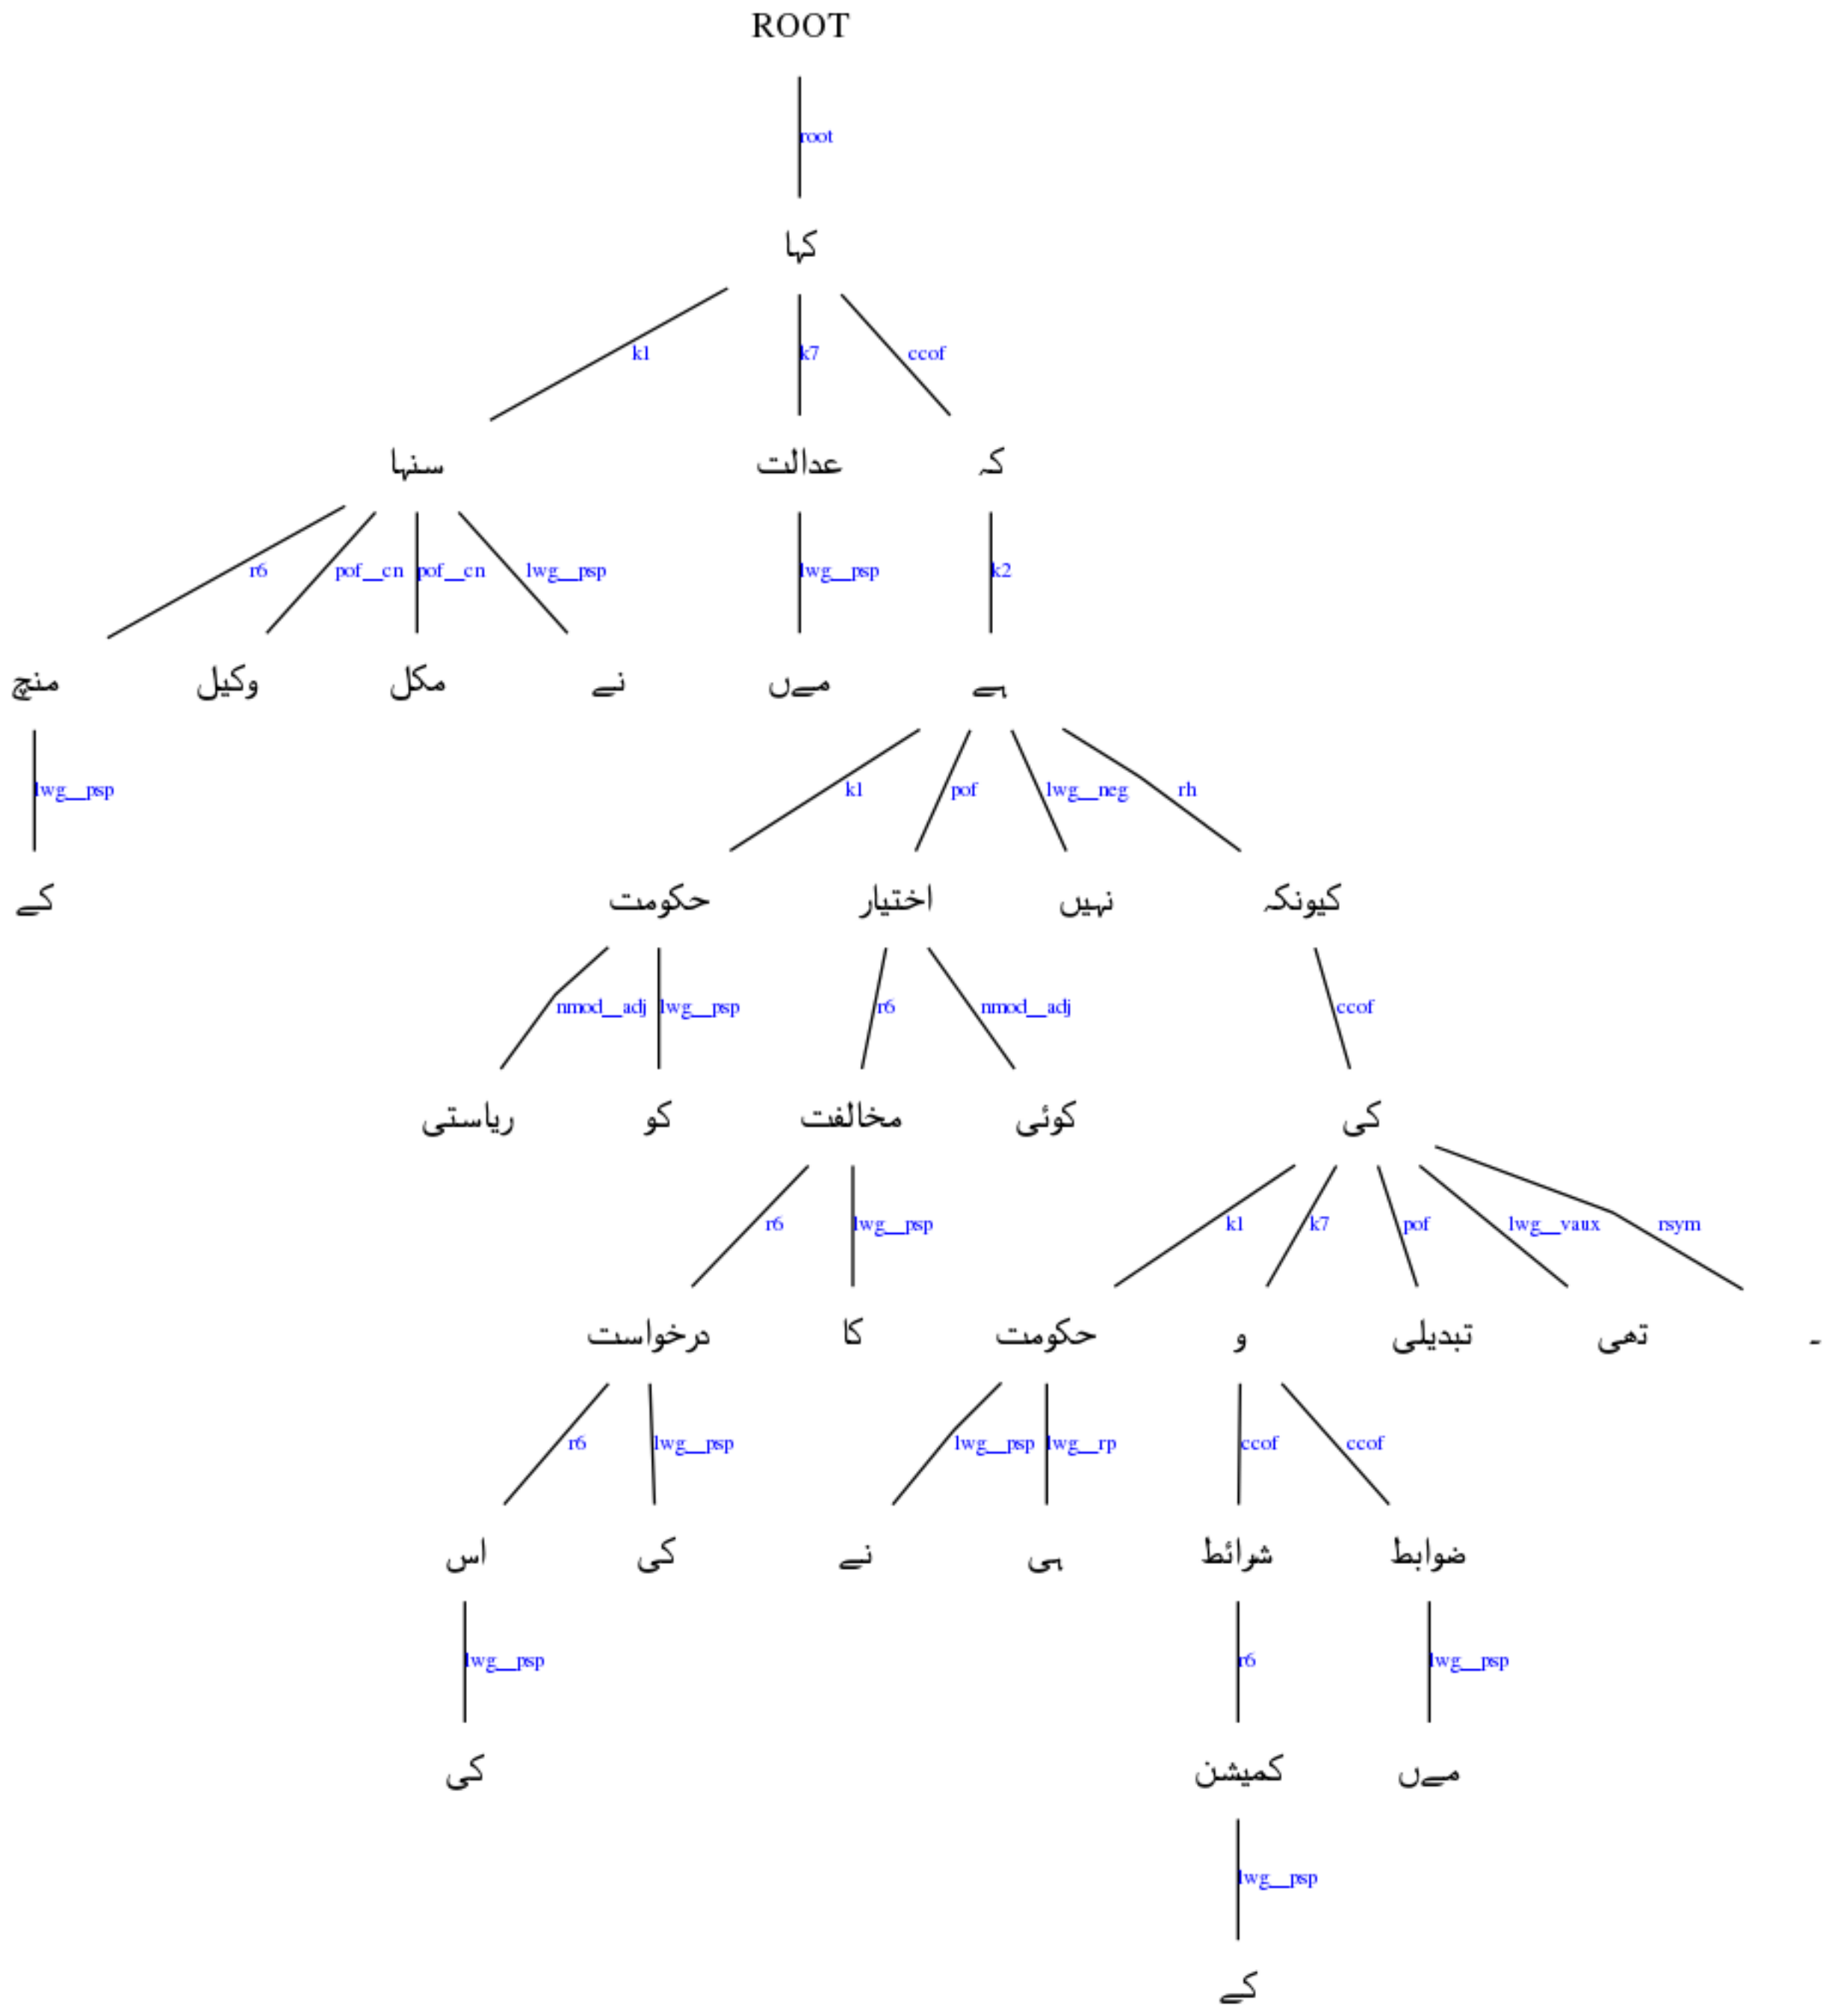 ROOT
root
کہا
k1 k7 ccof
سنہا عدالت کہ
r6 pof__cn pof__cn lwg__psp lwg__psp k2
منچ وکیل مکل نے مےں ہے
lwg__psp k1 pof lwg__neg rh
کے حکومت اختیار نہیں کیونکہ
nmod__adj lwg__psp r6 nmod__adj ccof
ریاستی کو مخالفت کوئی کی
r6 lwg__psp k1 k7 pof lwg__vaux rsym
درخواست کا حکومت و تبدیلی تھی ۔
r6 lwg__psp lwg__psp lwg__rp ccof ccof
اس کی نے ہی شرائط ضوابط
lwg__psp r6 lwg__psp
کی کمیشن مےں
lwg__psp
کے